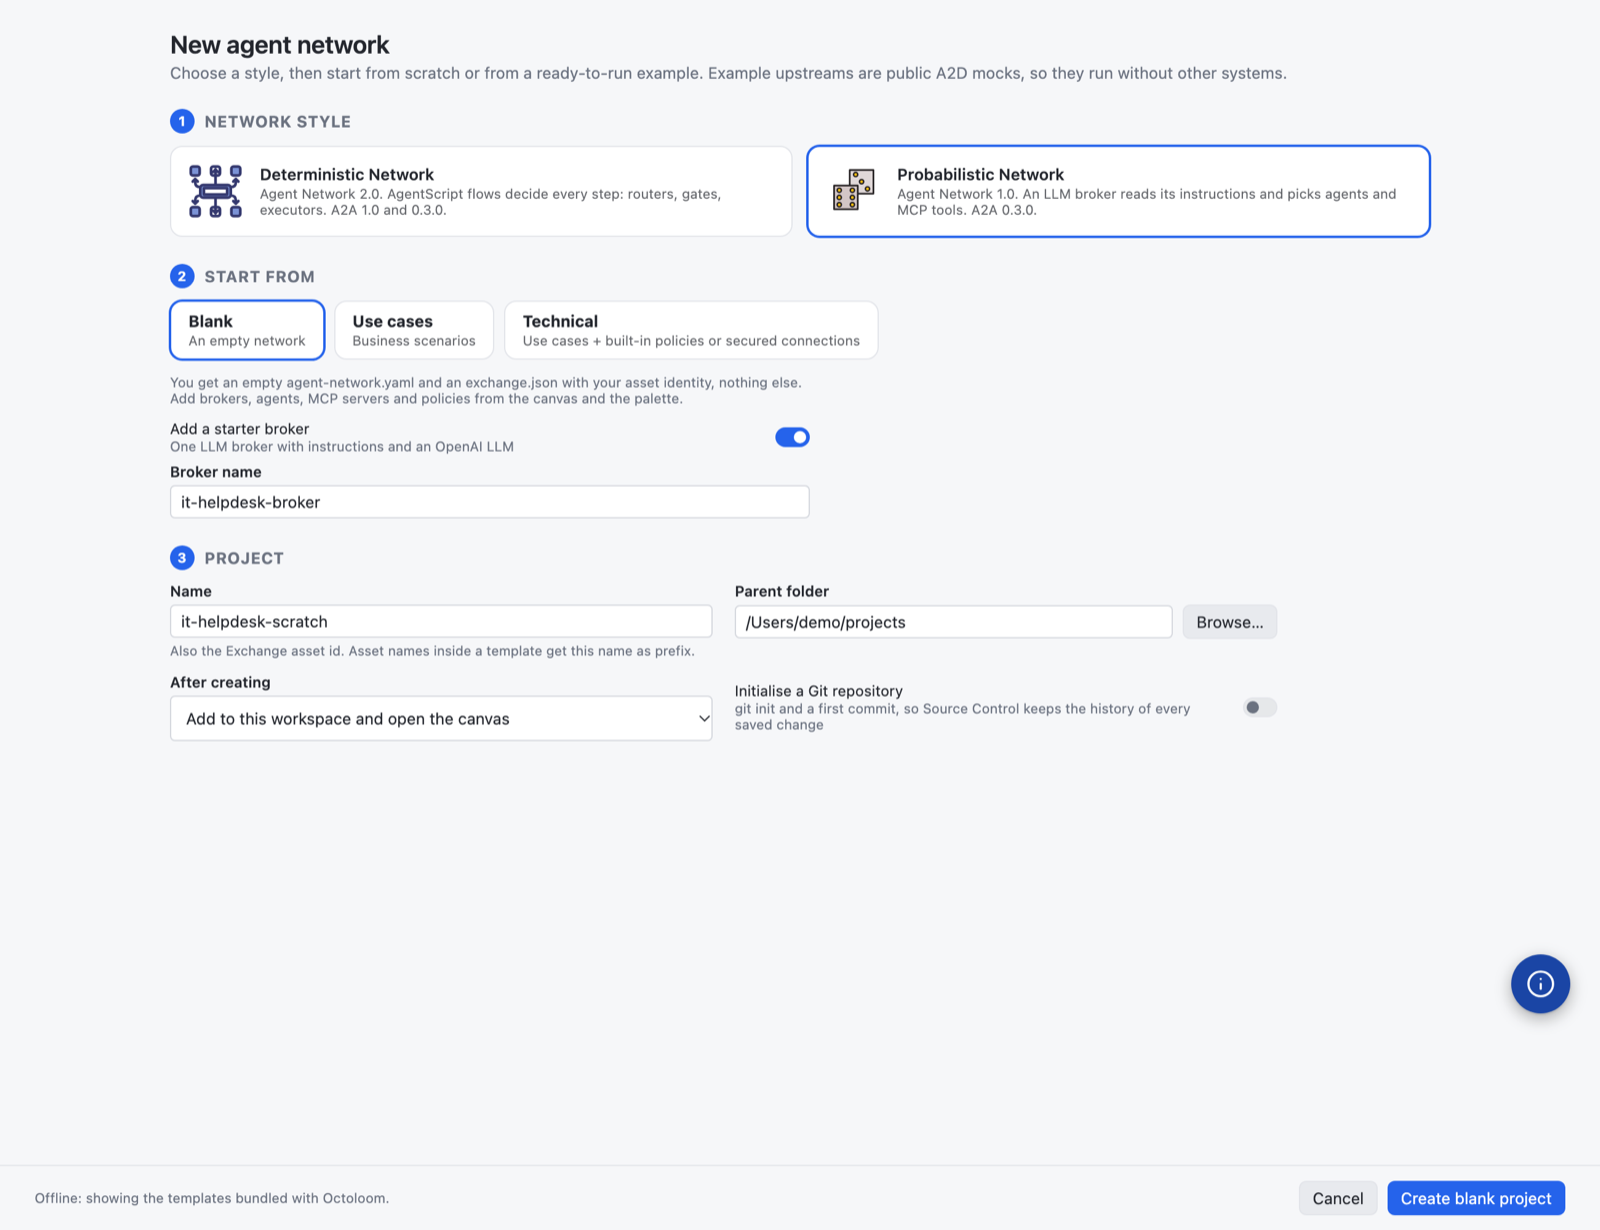 New agent network
Choose a style, then start from scratch or from a ready-to-run example. Example upstreams are public A2D mocks, so they run without other systems.
1 NETWORK STYLE
Deterministic Network
Agent Network 2.0. AgentScript flows decide every step: routers, gates,
executors. A2A 1.0 and 0.3.0.
Probabilistic Network
Agent Network 1.0. An LLM broker reads its instructions and picks agents and
MCP tools. A2A 0.3.0.
2 START FROM
Blank
An empty network
Use cases
Business scenarios
Technical
Use cases + built-in policies or secured connections
You get an empty agent-network.yaml and an exchange.json with your asset identity, nothing else.
Add brokers, agents, MCP servers and policies from the canvas and the palette.
Add a starter broker
One LLM broker with instructions and an OpenAI LLM
Broker name
it-helpdesk-broker
3 PROJECT
Name
it-helpdesk-scratch
Also the Exchange asset id. Asset names inside a template get this name as prefix.
Parent folder
/Users/demo/projects
Browse...
After creating
Add to this workspace and open the canvas
Initialise a Git repository
git init and a first commit, so Source Control keeps the history of every
saved change
Offline: showing the templates bundled with Octoloom.
Cancel
Create blank project